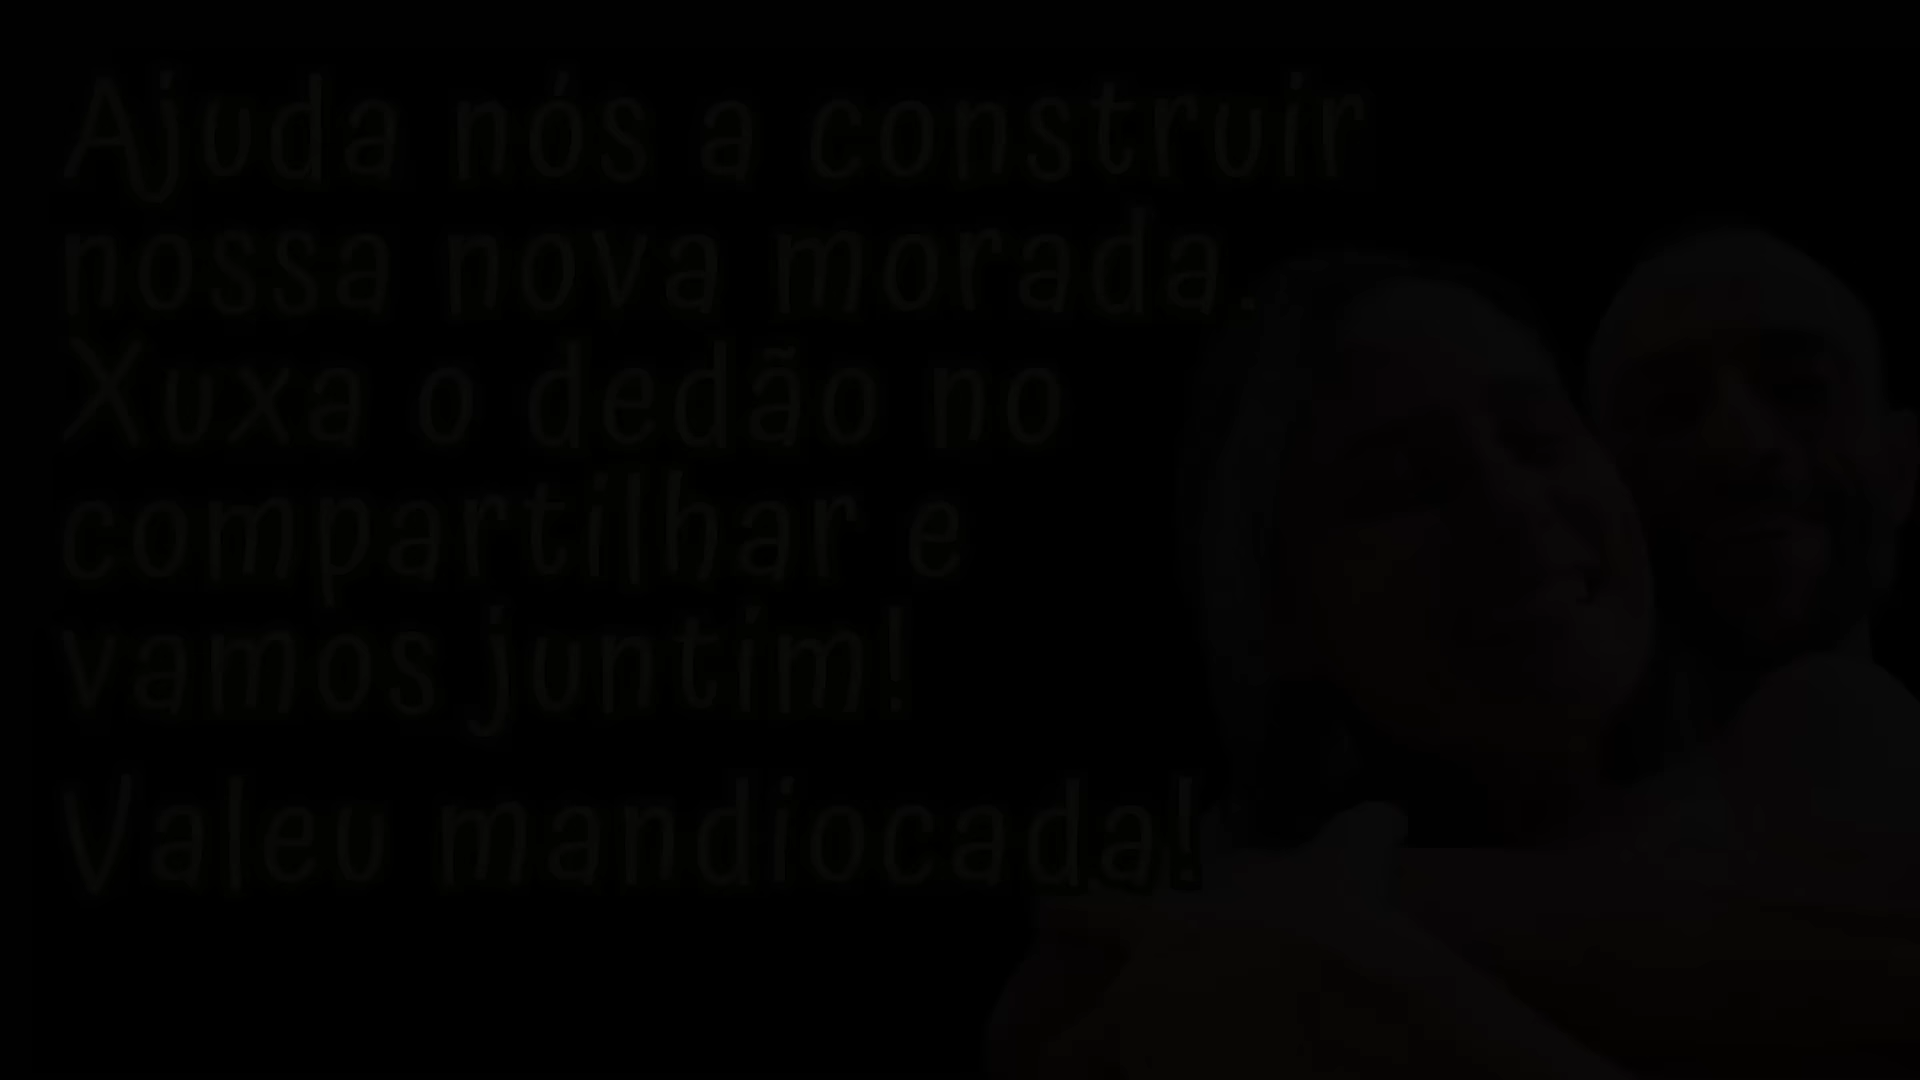 Ajuda nós a construir
nossa nova morada.
Xuxa o dedão no
compartilhar e
vamos juntim!
Valeu mandiocada!